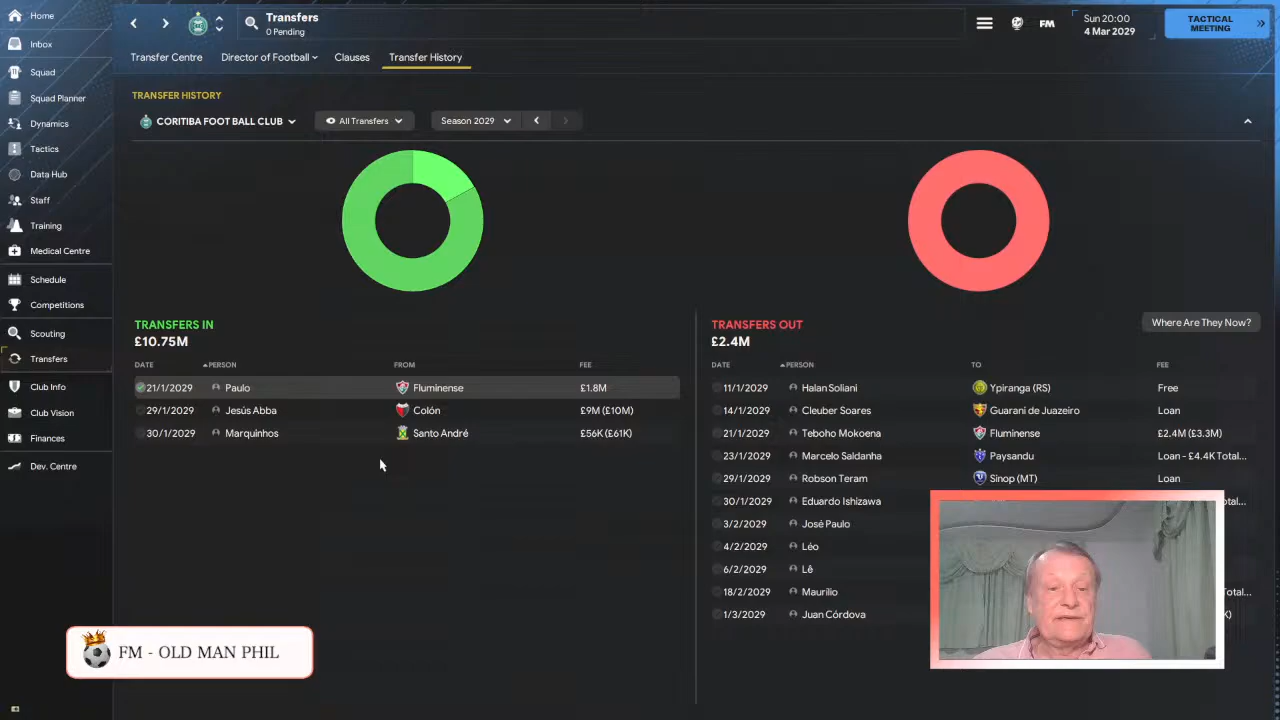 Home
Inbox
Squad
Squad Planner
Dynamics
Tactics
Data Hub
Staff
Training
Medical Centre
Schedule
Competitions
Scouting
Transfers
Club Info
Club Vision
Finances
Dev. Centre
Transfers
0 Pending
FM
Sun 20:00
4 Mar 2029
TACTICAL
MEETING
Transfer Centre Director of Football Clauses Transfer History
TRANSFER HISTORY
CORITIBA FOOT BALL CLUB All Transfers Season 2029
TRANSFERS IN
£10.75M
DATE PERSON FROM FEE
21/1/2029 Paulo Fluminense £1.8M
29/1/2029 Jesús Abba Colón £9M (£10M)
30/1/2029 Marquinhos Santo André £56K (£61K)
TRANSFERS OUT
£2.4M
Where Are They Now?
DATE PERSON TO FEE
11/1/2029 Halan Soliani Ypiranga (RS) Free
14/1/2029 Cleuber Soares Guarani de Juazeiro Loan
21/1/2029 Teboho Mokoena Fluminense £2.4M (£3.3M)
23/1/2029 Marcelo Saldanha Paysandu Loan - £4.4K Total...
29/1/2029 Robson Teram Sinop (MT) Loan
30/1/2029 Eduardo Ishizawa
3/2/2029 José Paulo
4/2/2029 Léo
6/2/2029 Lê
18/2/2029 Maurílio
1/3/2029 Juan Córdova
FM - OLD MAN PHIL